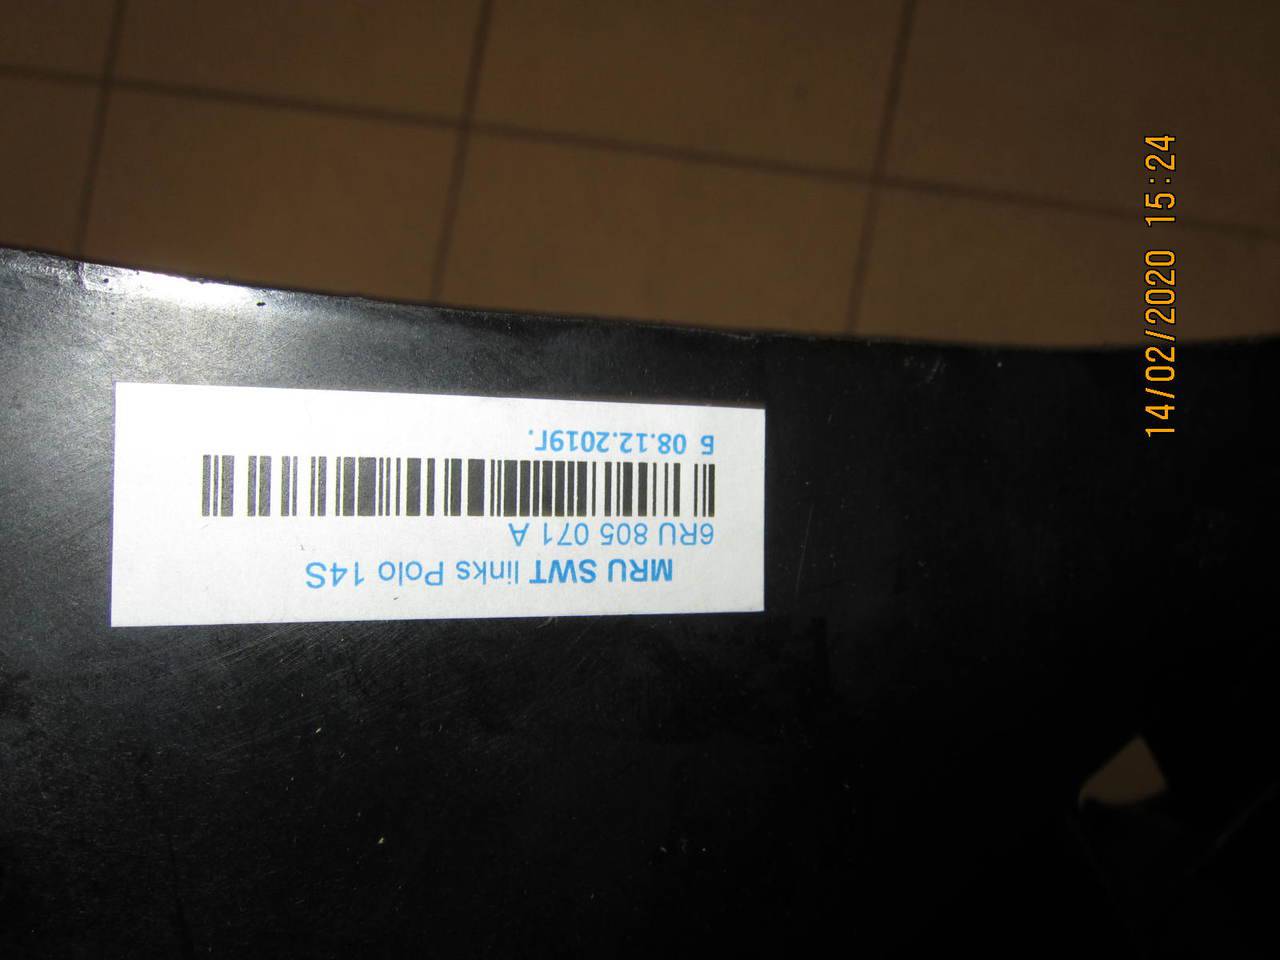 MRU SWT links Polo 14S
6RU 805 071 A
Б 08.12.2019г.
14/02/2020 15:24